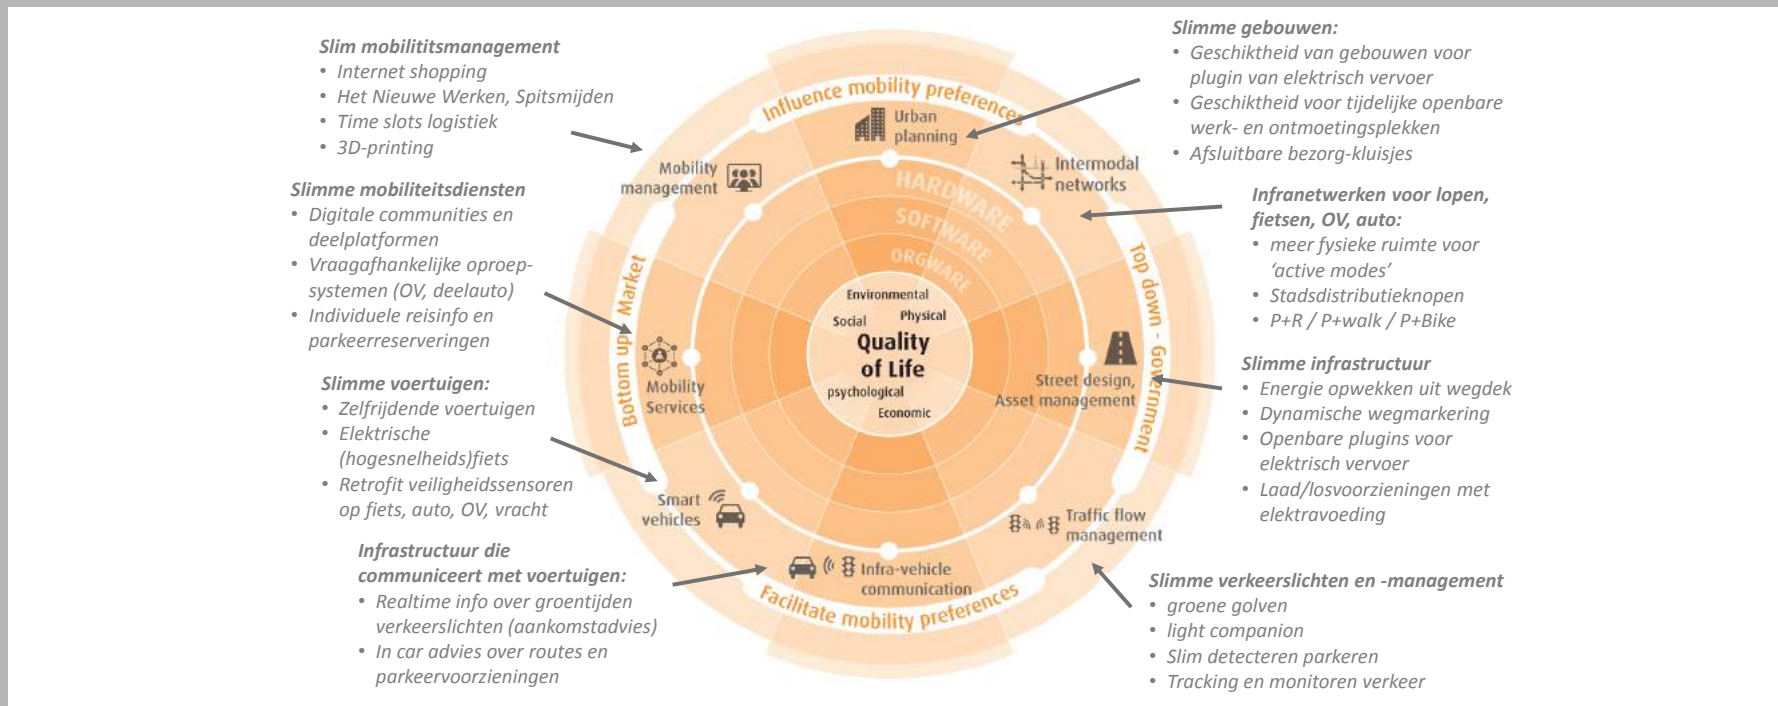 Slim mobilititsmanagement
• Internet shopping
• Het Nieuwe Werken, Spitsmijden
• Time slots logistiek
• 3D-printing
Slimme mobiliteitsdiensten
• Digitale communities en
deelplatformen
• Vraagafhankelijke oproep-
systemen (OV, deelauto)
• Individuele reisinfo en
parkeerreserveringen
Slimme voertuigen:
• Zelfrijdende voertuigen
• Elektrische
(hogesnelheids)fiets
• Retrofit veiligheidssensoren
op fiets, auto, OV, vracht
Infrastructuur die
communiceert met voertuigen:
• Realtime info over groentijden
verkeerslichten (aankomstadvies)
• In car advies over routes en
parkeervoorzieningen
Influence mobility preferences
Urban
planning
Mobility
management
Intermodal
networks
HARDWARE
SOFTWARE
ORGWARE
Bottom up - Market
Top down - Government
Environmental
Social
Physical
Quality
of Life
psychological
Economic
Mobility
Services
Street design,
Asset management
Smart
vehicles
Traffic flow
management
Infra-vehicle
communication
Facilitate mobility preferences
Slimme gebouwen:
• Geschiktheid van gebouwen voor
plugin van elektrisch vervoer
• Geschiktheid voor tijdelijke openbare
werk- en ontmoetingsplekken
• Afsluitbare bezorg-kluisjes
Infranetwerken voor lopen,
fietsen, OV, auto:
• meer fysieke ruimte voor
‘active modes’
• Stadsdistributieknopen
• P+R / P+walk / P+Bike
Slimme infrastructuur
• Energie opwekken uit wegdek
• Dynamische wegmarkering
• Openbare plugins voor
elektrisch vervoer
• Laad/losvoorzieningen met
elektravoeding
Slimme verkeerslichten en -management
• groene golven
• light companion
• Slim detecteren parkeren
• Tracking en monitoren verkeer